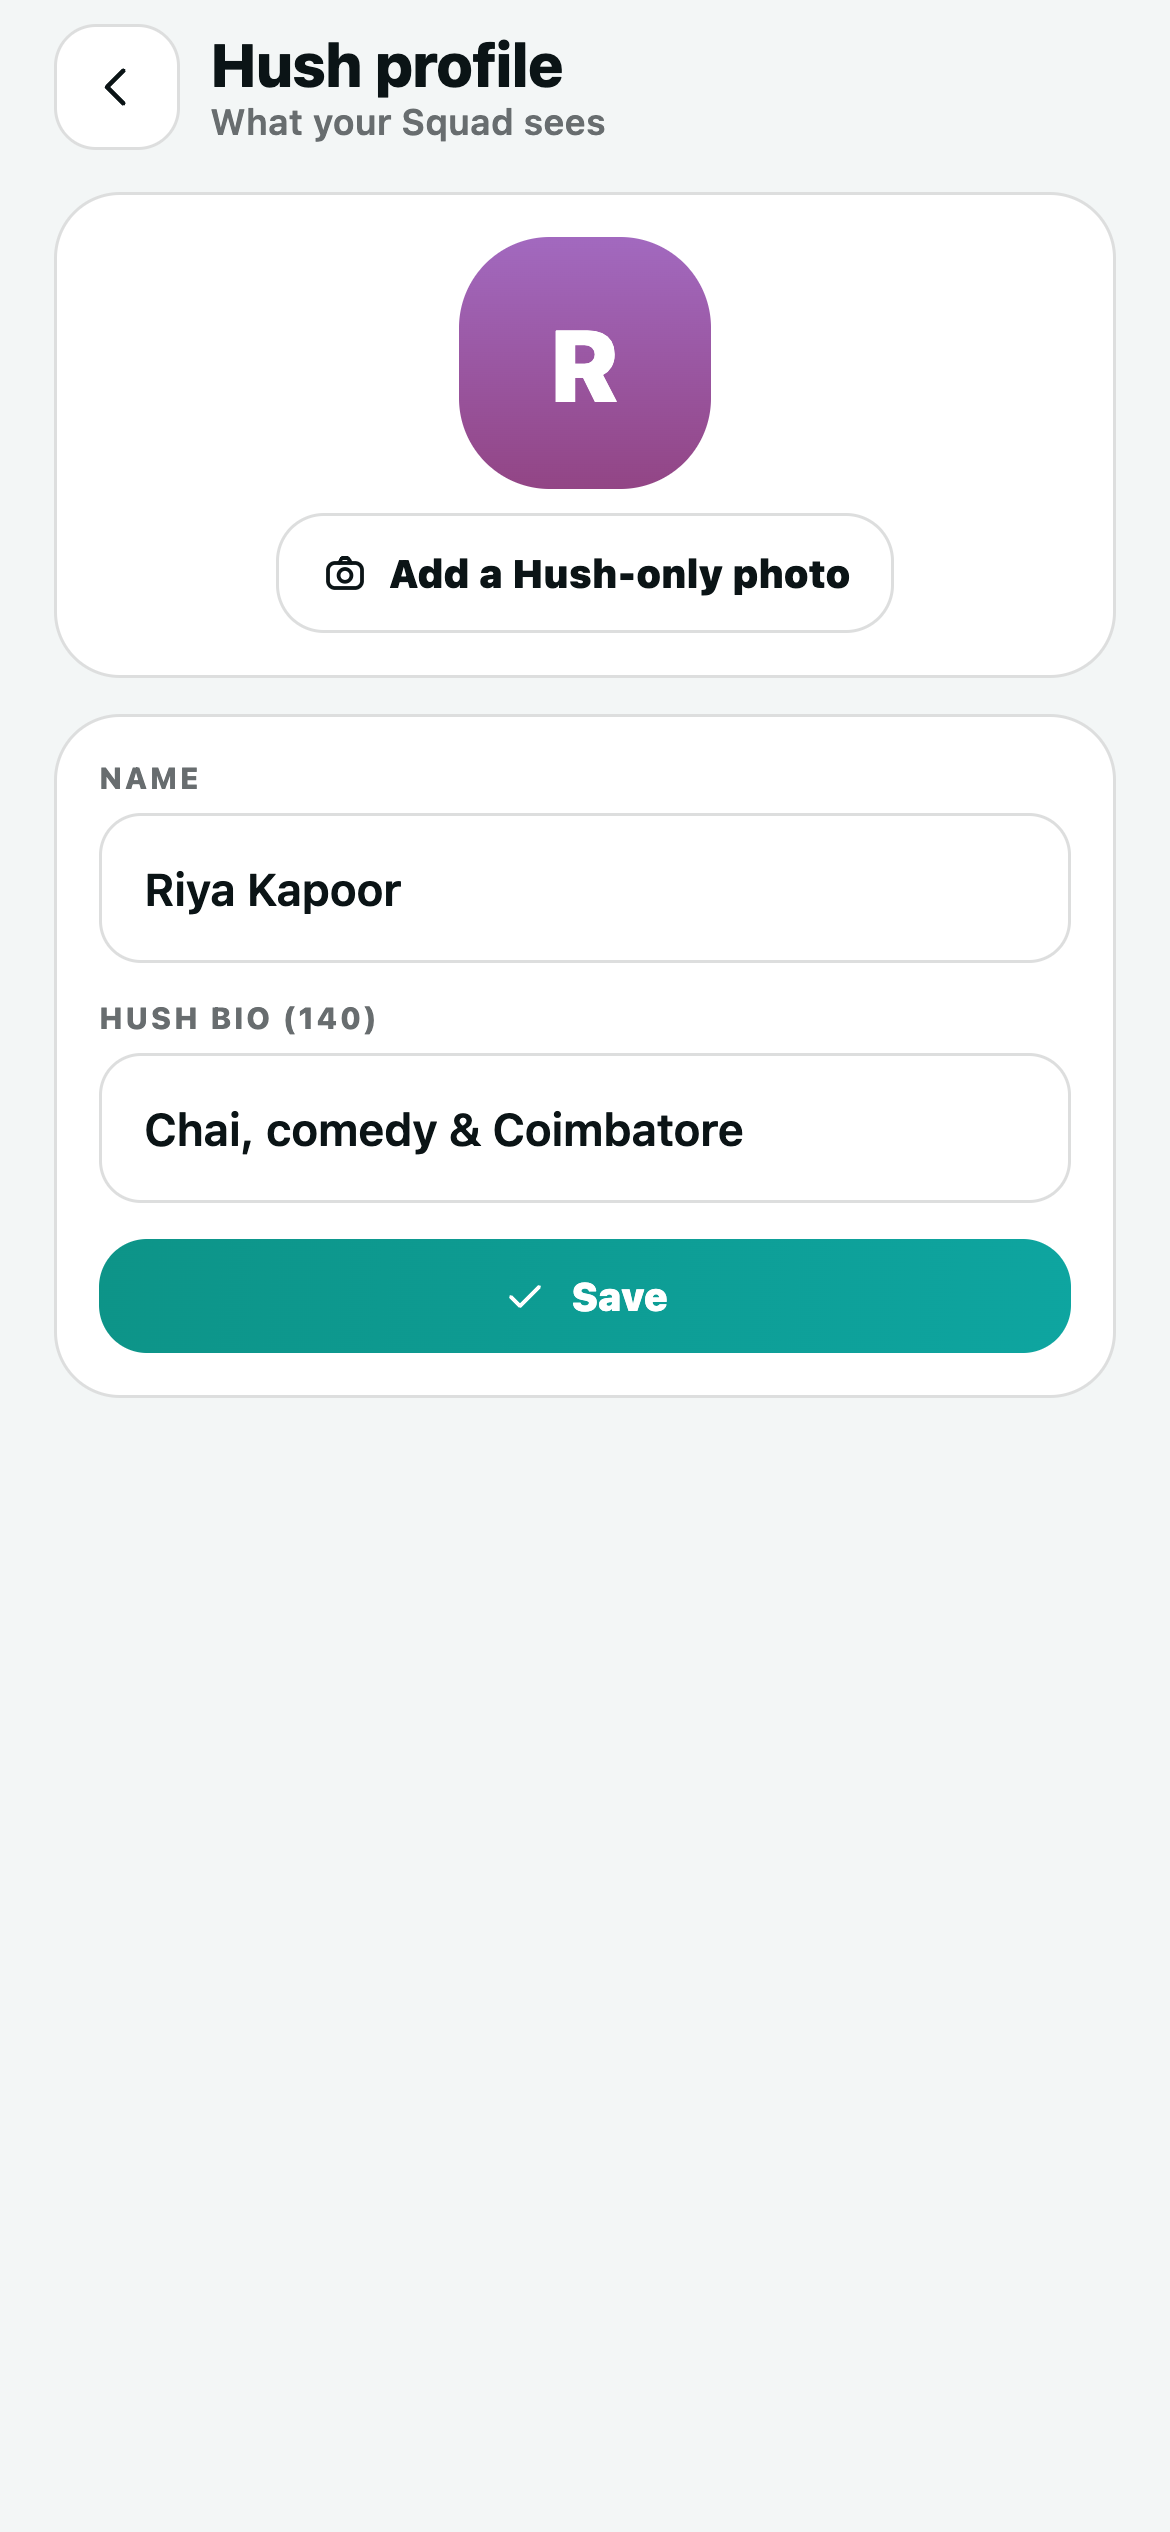 Hush profile
What your Squad sees
R
Add a Hush-only photo
NAME
Riya Kapoor
HUSH BIO (140)
Chai, comedy & Coimbatore
Save